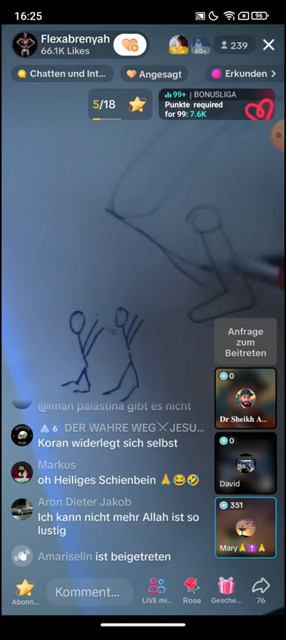 16:25
96
Flexabrenyah
66.1K Likes
60+
239
Chatten und Int...
Angesagt
Erkunden >
5/18
99+ | BONUSLIGA
Punkte required
for 99: 7.6K
Anfrage
zum
Beitreten
0
Dr Sheikh A...
0
David
351
Mary🙏✝️🙏
@iman palästina gibt es nicht
6 DER WAHRE WEG⚔JESU...
Koran widerlegt sich selbst
Markus
oh Heiliges Schienbein 🙏😂🤣
Aron Dieter Jakob
Ich kann nicht mehr Allah ist so
lustig
Amariselin ist beigetreten
Abonn...
Komment...
LIVE mi...
Rose
Gesche...
76